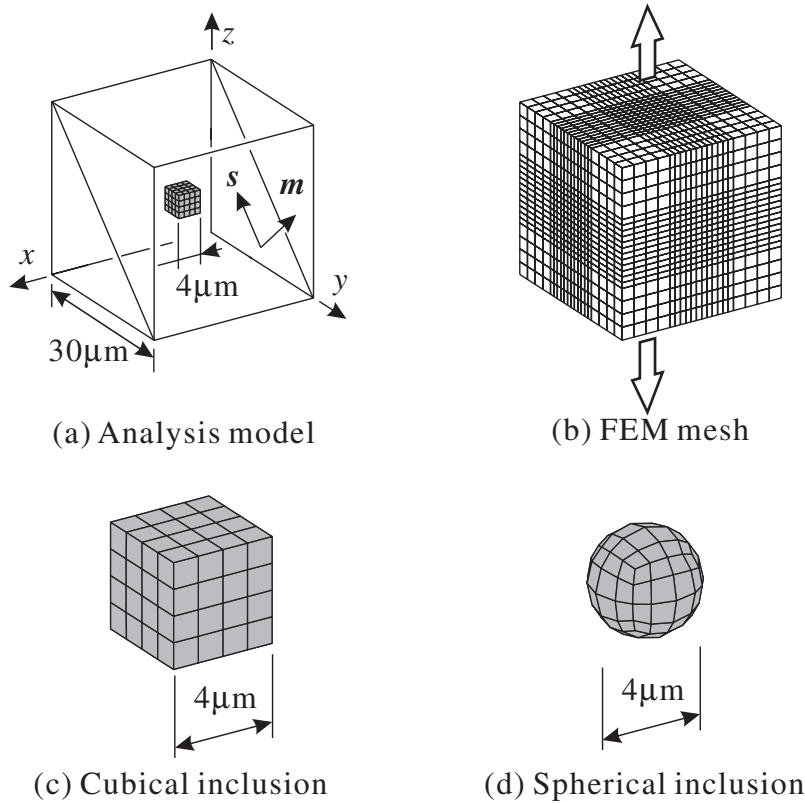 z
s
m
x
y
4μm
30μm
(a) Analysis model
(b) FEM mesh
4μm
4μm
(c) Cubical inclusion
(d) Spherical inclusion